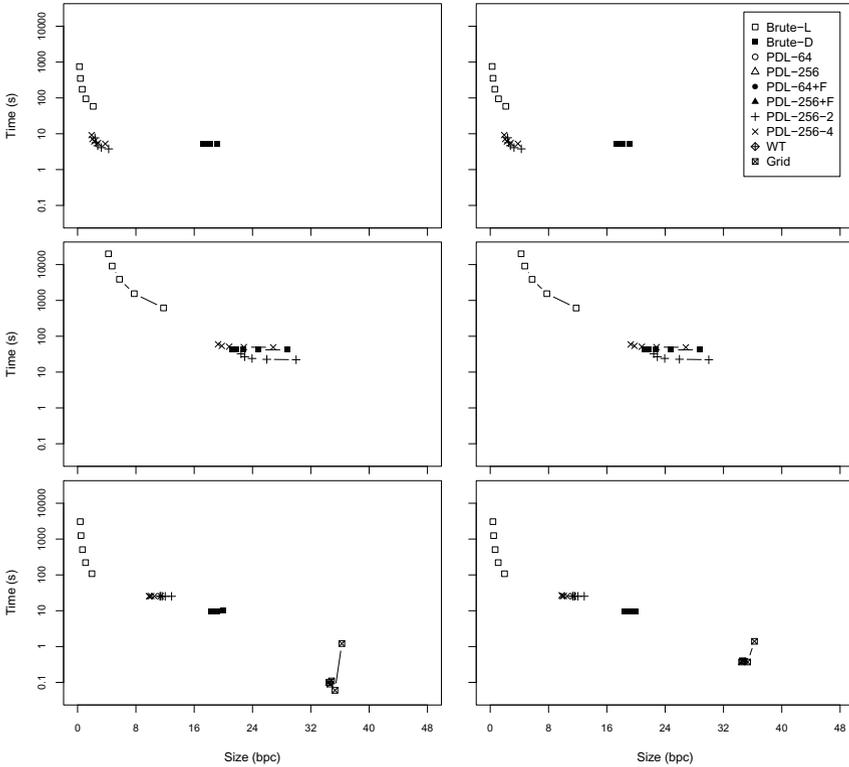 Time (s)
10000
1000
100
10
1
0.1
Brute−L
Brute−D
PDL−64
PDL−256
PDL−64+F
PDL−256+F
PDL−256−2
PDL−256−4
WT
Grid
Time (s)
10000
1000
100
10
1
0.1
Time (s)
10000
1000
100
10
1
0.1
0 8 16 24 32 40 48
0 8 16 24 32 40 48
Size (bpc)
Size (bpc)